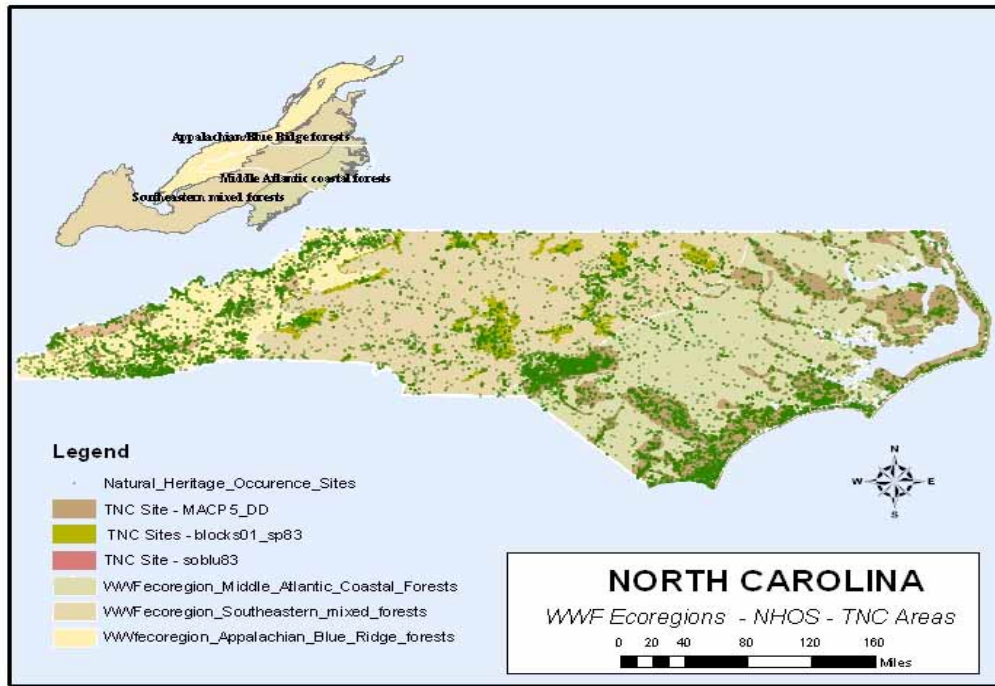 Appalachian/Blue Ridge forests
Middle Atlantic coastal forests
Southeastern mixed forests
Legend
Natural_Heritage_Occurence_Sites
TNC Site - MACP5_DD
TNC Sites - blocks01_sp83
TNC Site - soblu83
WWFecoregion_Middle_Atlantic_Coastal_Forests
WWFecoregion_Southeastern_mixed_forests
WWfecoregion_Appalachian_Blue_Ridge_forests
N
W E
S
NORTH CAROLINA
WWF Ecoregions - NHOS - TNC Areas
0 20 40 80 120 160
Miles